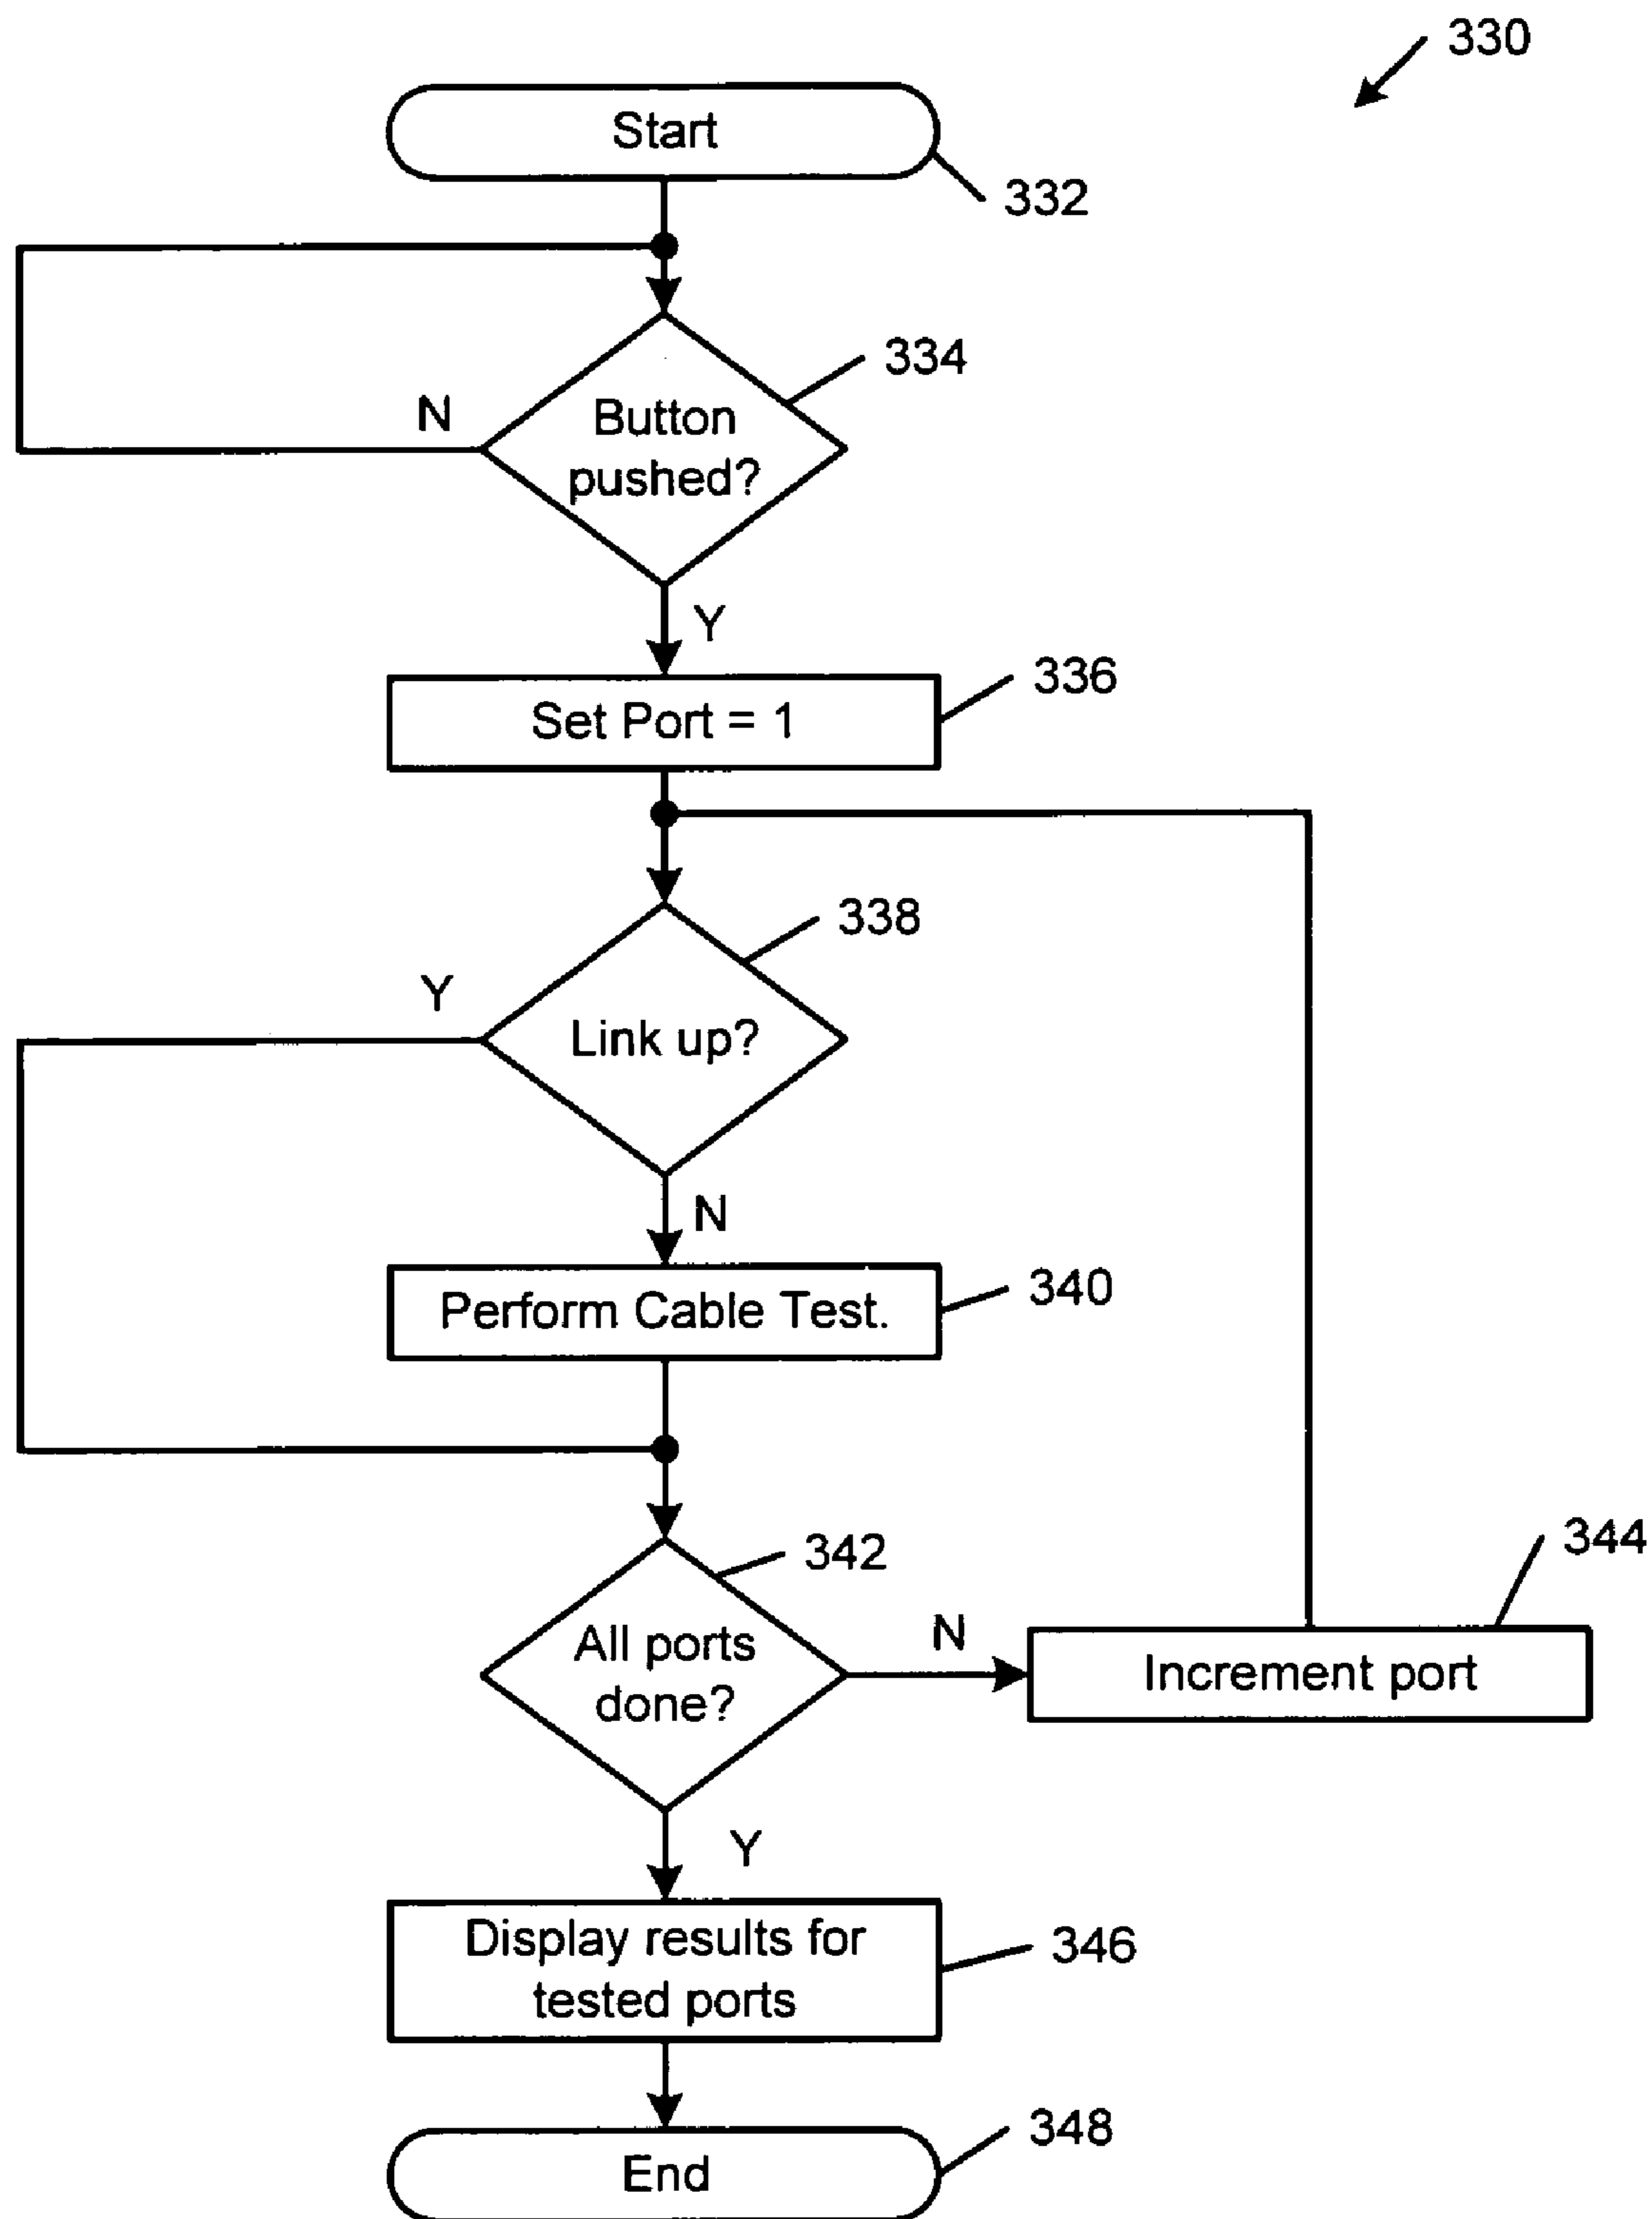 330
Start
332
334
N
Button
pushed?
Y
336
Set Port = 1
338
Y
Link up?
N
340
Perform Cable Test.
342
344
All ports
done?
N
Increment port
Y
Display results for
tested ports
346
348
End